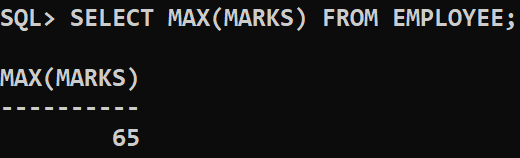 SQL> SELECT MAX(MARKS) FROM EMPLOYEE;
MAX(MARKS)
----------
65